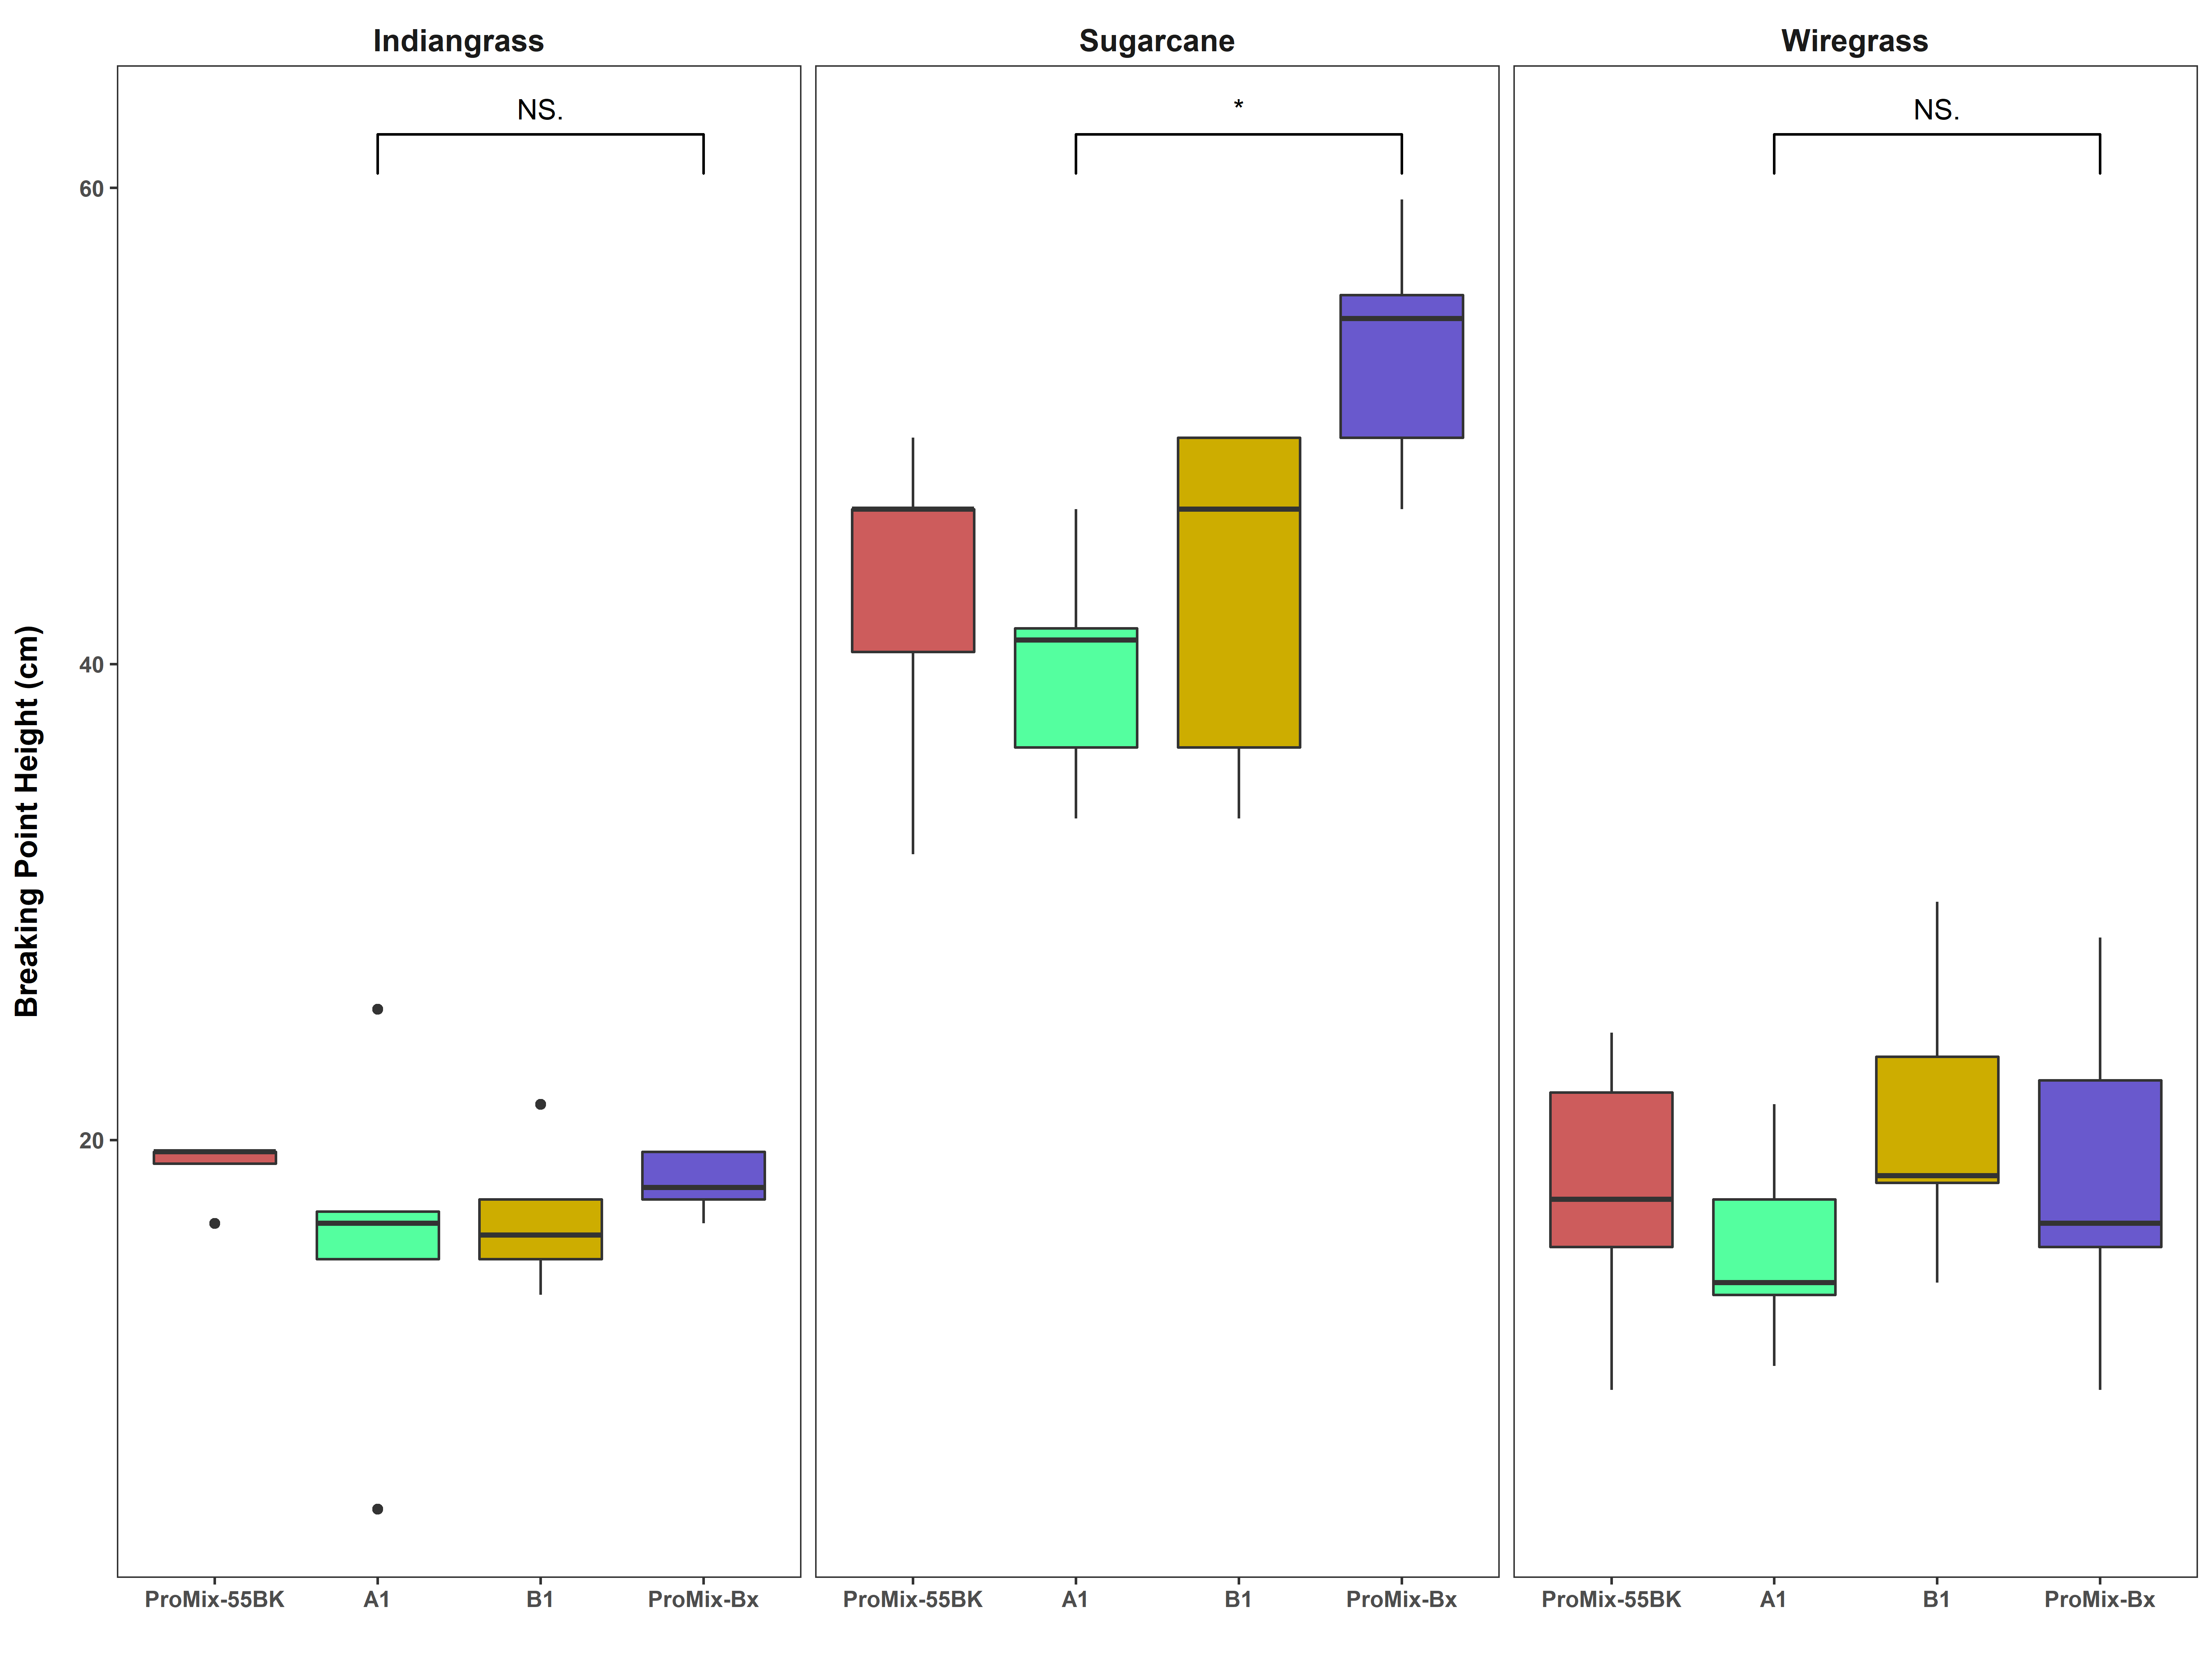 Indiangrass
Sugarcane
Wiregrass
NS.
*
NS.
60
40
20
Breaking Point Height (cm)
ProMix-55BK A1 B1 ProMix-Bx
ProMix-55BK A1 B1 ProMix-Bx
ProMix-55BK A1 B1 ProMix-Bx